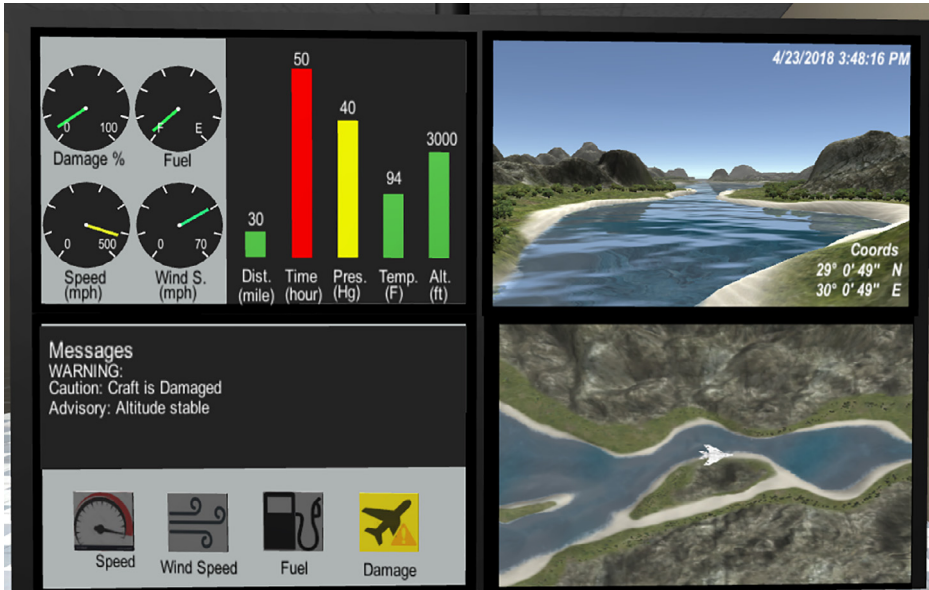 0 100
Damage %
F E
Fuel
0 500
Speed
(mph)
0 70
Wind S.
(mph)
30
50
40
94
3000
Dist.
(mile)
Time
(hour)
Pres.
(Hg)
Temp.
(F)
Alt.
(ft)
4/23/2018 3:48:16 PM
Coords
29° 0' 49" N
30° 0' 49" E
Messages
WARNING:
Caution: Craft is Damaged
Advisory: Altitude stable
Speed
Wind Speed
Fuel
Damage